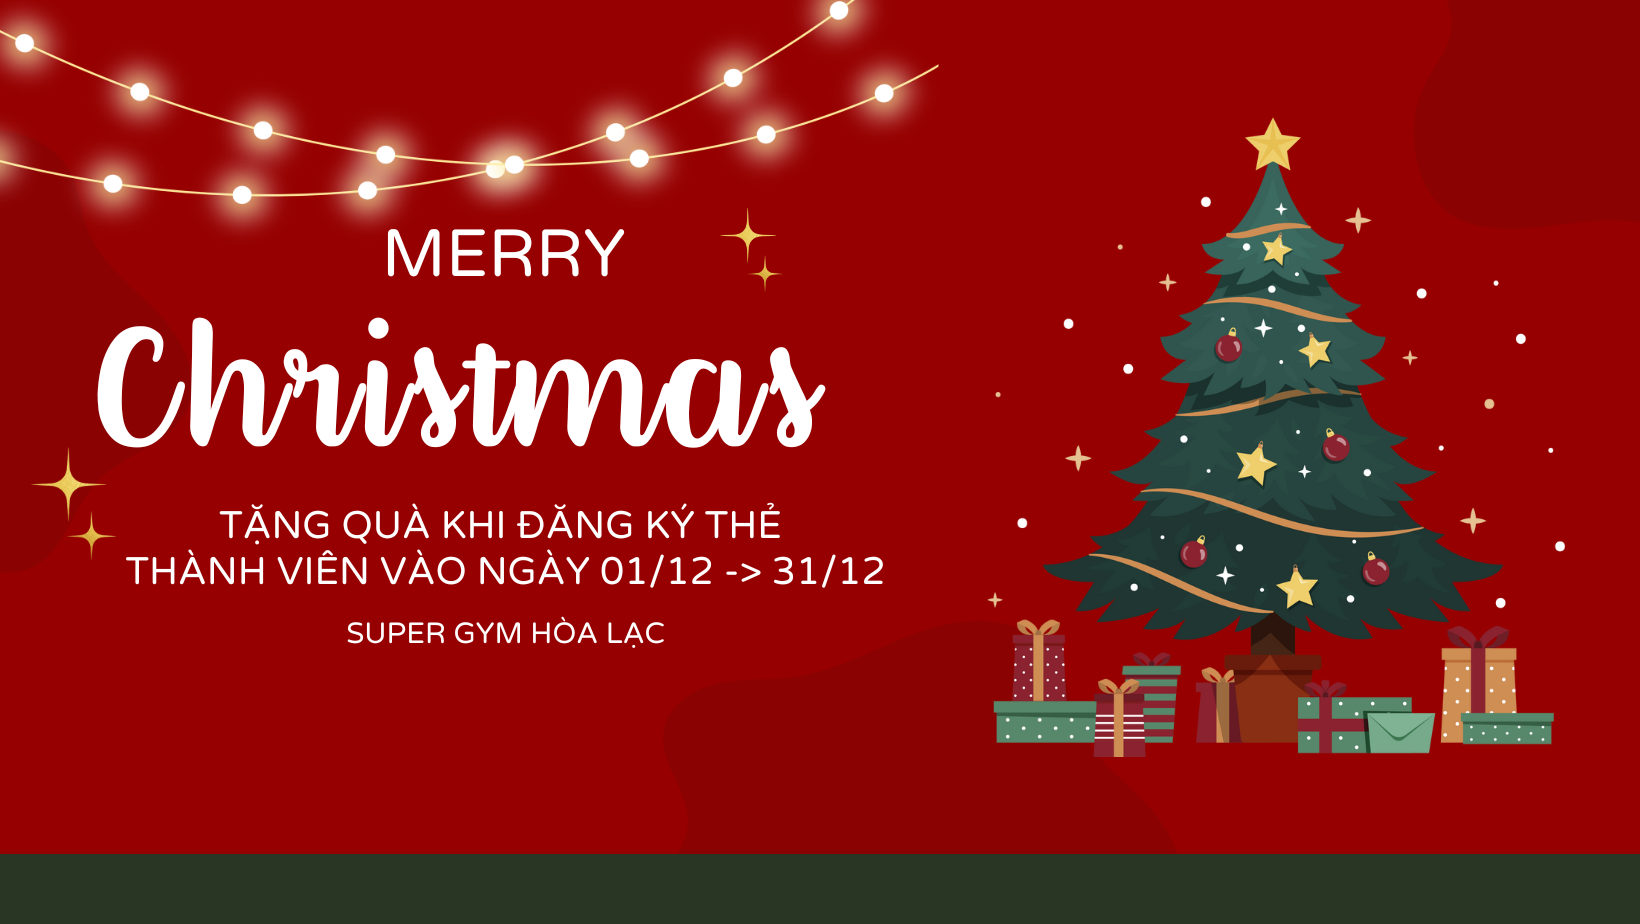 MERRY
Christmas
TẶNG QUÀ KHI ĐĂNG KÝ THẺ
THÀNH VIÊN VÀO NGÀY 01/12 -> 31/12
SUPER GYM HÒA LẠC